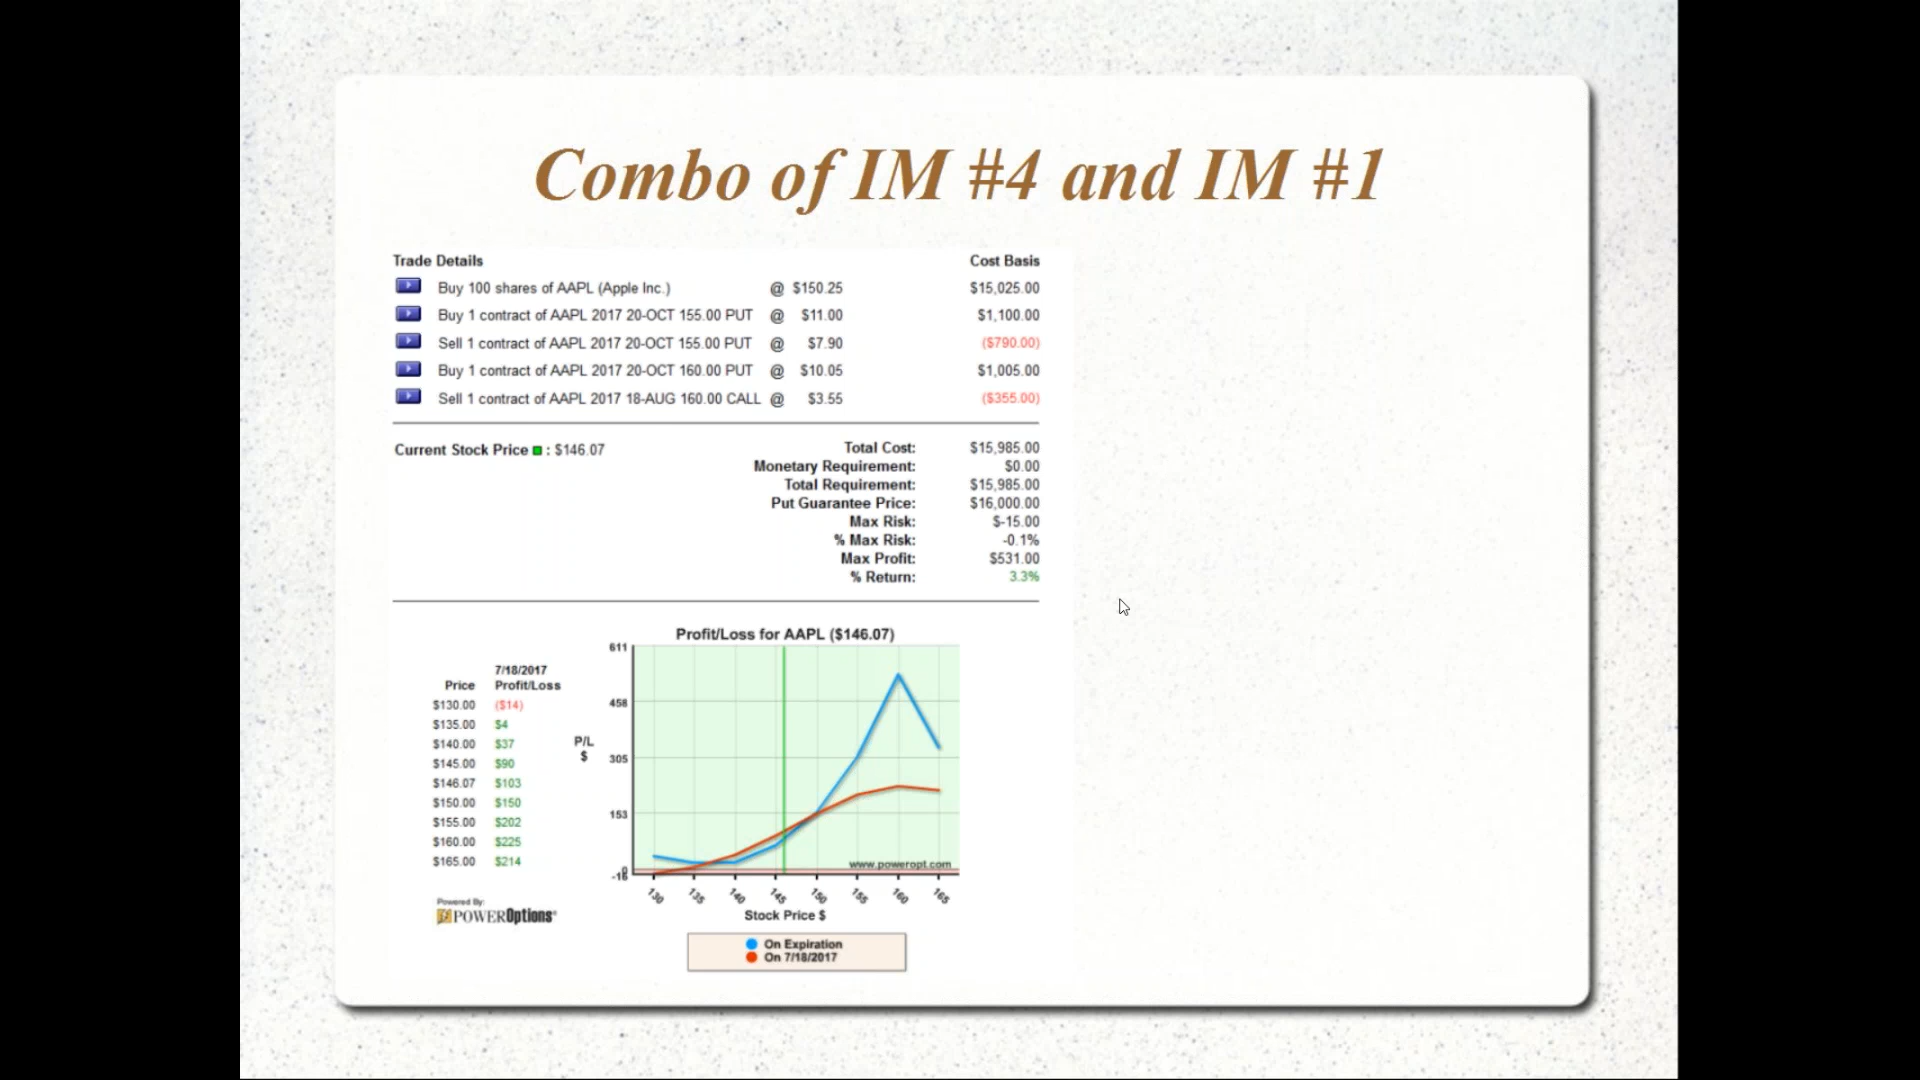 Combo of IM #4 and IM #1
Trade Details Cost Basis
Buy 100 shares of AAPL (Apple Inc.) @ $150.25 $15,025.00
Buy 1 contract of AAPL 2017 20-OCT 155.00 PUT @ $11.00 $1,100.00
Sell 1 contract of AAPL 2017 20-OCT 155.00 PUT @ $7.90 ($790.00)
Buy 1 contract of AAPL 2017 20-OCT 160.00 PUT @ $10.05 $1,005.00
Sell 1 contract of AAPL 2017 18-AUG 160.00 CALL @ $3.55 ($355.00)
Current Stock Price : $146.07
Total Cost: $15,985.00
Monetary Requirement: $0.00
Total Requirement: $15,985.00
Put Guarantee Price: $16,000.00
Max Risk: $-15.00
% Max Risk: -0.1%
Max Profit: $531.00
% Return: 3.3%
7/18/2017
Price Profit/Loss
$130.00 ($14)
$135.00 $4
$140.00 $37
$145.00 $90
$146.07 $103
$150.00 $150
$155.00 $202
$160.00 $225
$165.00 $214
Powered By:
POWEROptions®
Profit/Loss for AAPL ($146.07)
P/L
$
611
458
305
153
0
-15
www.poweropt.com
130 135 140 145 150 155 160 165
Stock Price $
On Expiration
On 7/18/2017